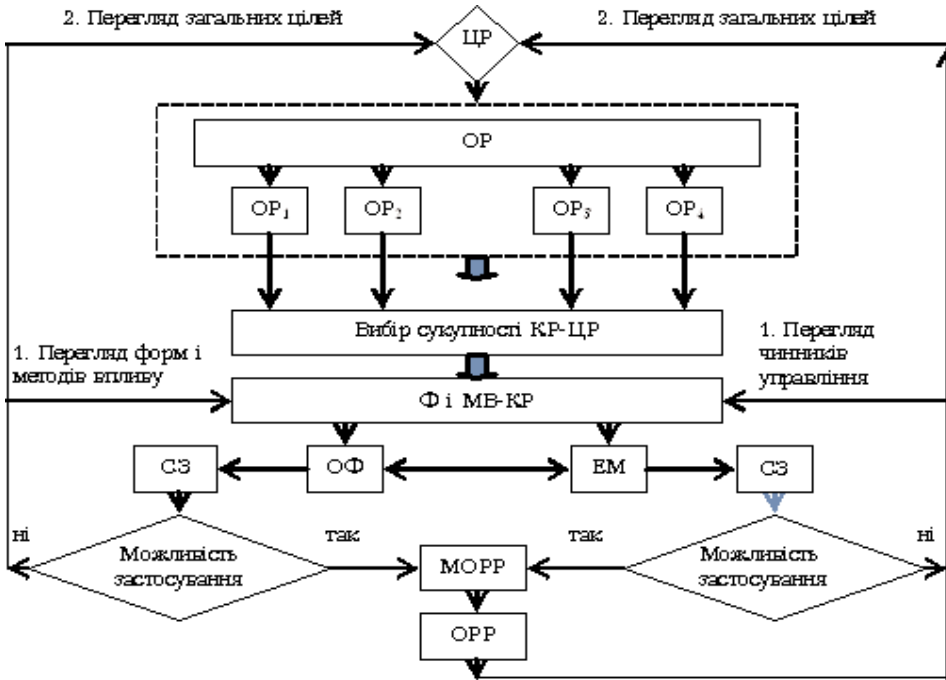 2. Перегляд загальних цілей
2. Перегляд загальних цілей
ЦР
ОР
ОР1
ОР2
ОР3
ОР4
Вибір сукупності КР-ЦР
1. Перегляд форм і
методів впливу
1. Перегляд
чинників
управління
Ф і МВ-КР
СЗ
ОФ
ЕМ
СЗ
ні
так
так
ні
Можливість
застосування
МОРР
Можливість
застосування
ОРР